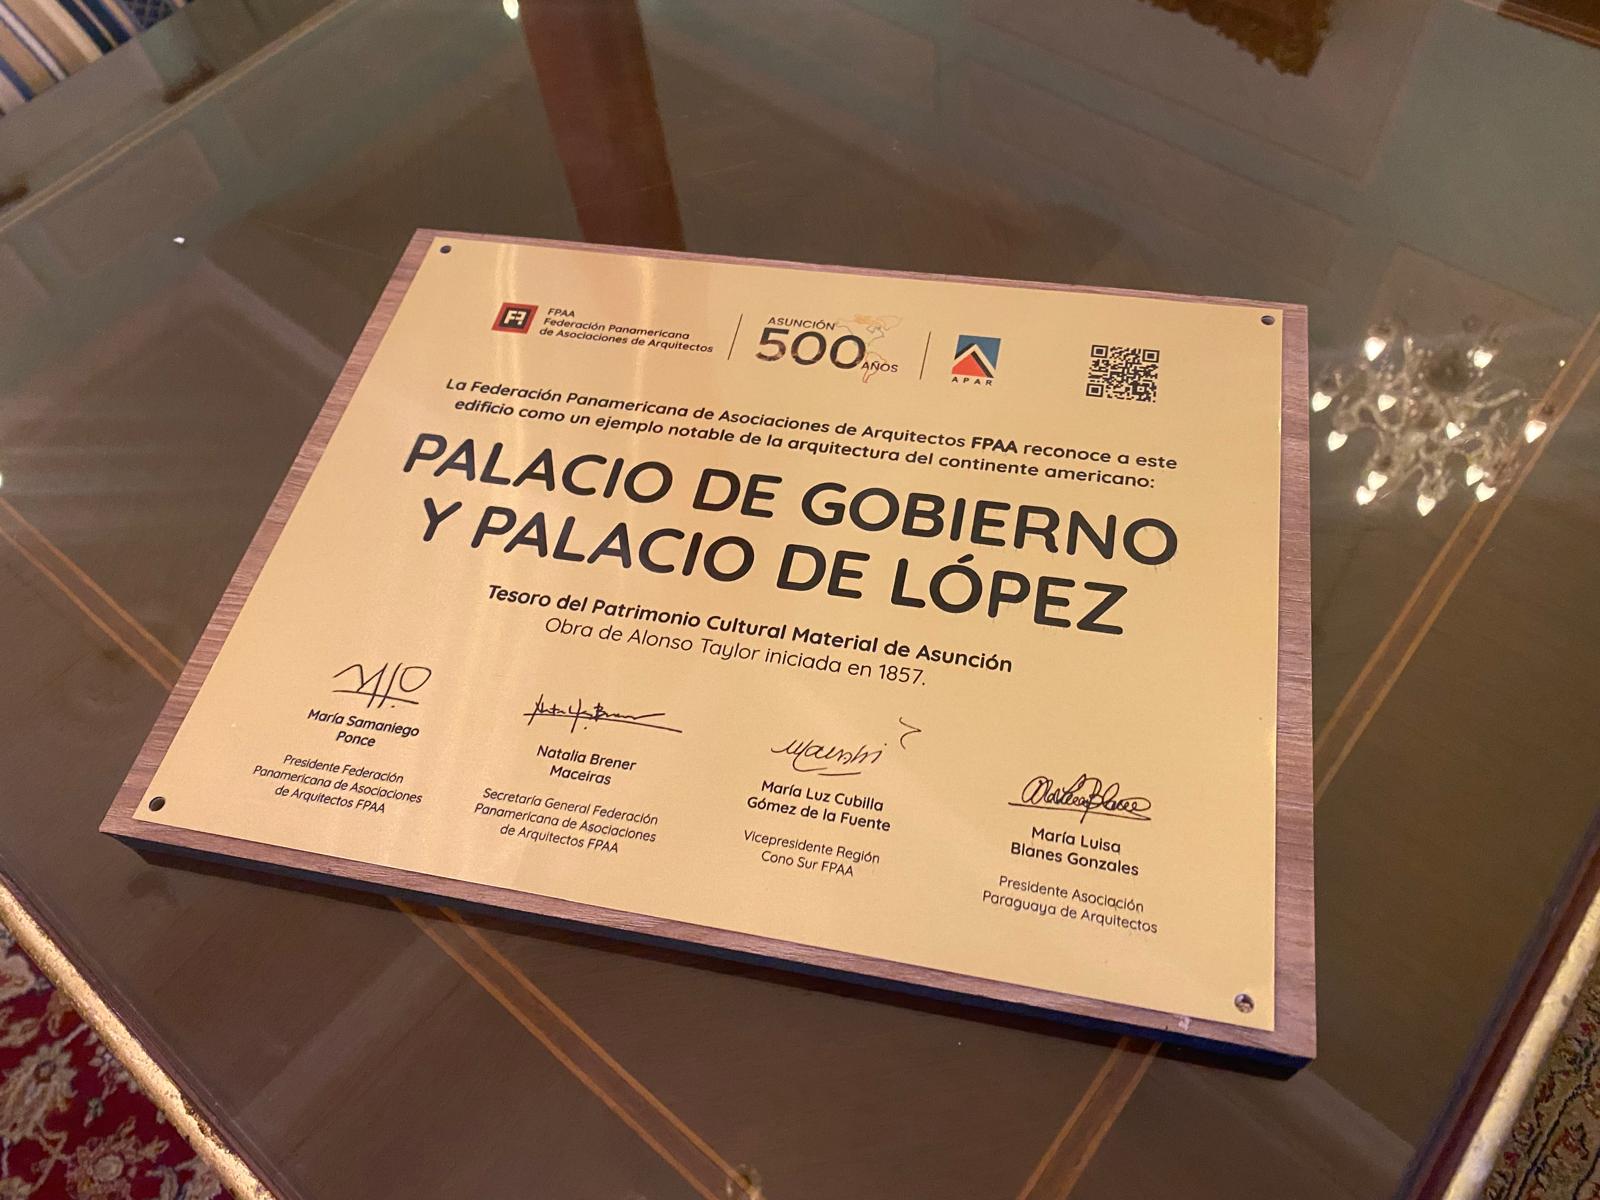 FPAA
Federación Panamericana
de Asociaciones de Arquitectos
ASUNCIÓN
500 AÑOS
APAR
La Federación Panamericana de Asociaciones de Arquitectos FPAA reconoce a este
edificio como un ejemplo notable de la arquitectura del continente americano:
PALACIO DE GOBIERNO
Y PALACIO DE LÓPEZ
Tesoro del Patrimonio Cultural Material de Asunción
Obra de Alonso Taylor iniciada en 1857.
María Samaniego
Ponce
Presidente Federación
Panamericana de Asociaciones
de Arquitectos FPAA
Natalia Brener
Maceiras
Secretaría General Federación
Panamericana de Asociaciones
de Arquitectos FPAA
María Luz Cubilla
Gómez de la Fuente
Vicepresidente Región
Cono Sur FPAA
María Luisa
Blanes Gonzales
Presidente Asociación
Paraguaya de Arquitectos